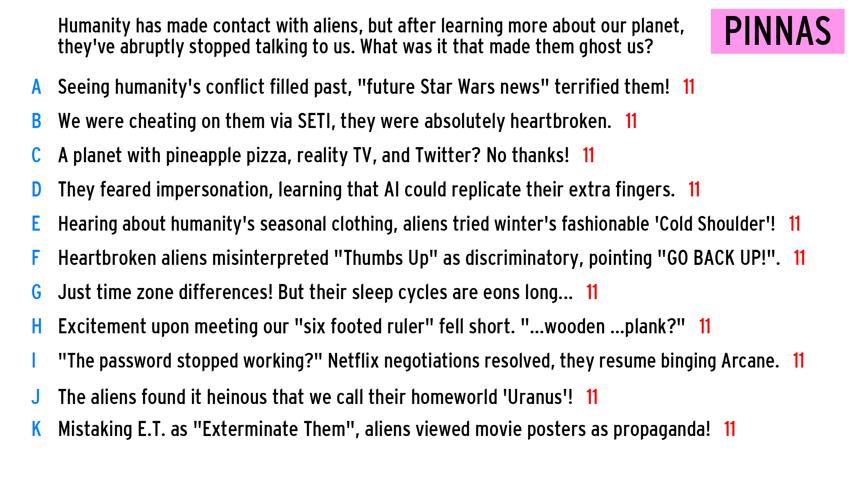 Humanity has made contact with aliens, but after learning more about our planet,
they've abruptly stopped talking to us. What was it that made them ghost us?
PINNAS
A Seeing humanity's conflict filled past, "future Star Wars news" terrified them! 11
B We were cheating on them via SETI, they were absolutely heartbroken. 11
C A planet with pineapple pizza, reality TV, and Twitter? No thanks! 11
D They feared impersonation, learning that AI could replicate their extra fingers. 11
E Hearing about humanity's seasonal clothing, aliens tried winter's fashionable 'Cold Shoulder'! 11
F Heartbroken aliens misinterpreted "Thumbs Up" as discriminatory, pointing "GO BACK UP!". 11
G Just time zone differences! But their sleep cycles are eons long... 11
H Excitement upon meeting our "six footed ruler" fell short. "...wooden ...plank?" 11
I "The password stopped working?" Netflix negotiations resolved, they resume binging Arcane. 11
J The aliens found it heinous that we call their homeworld 'Uranus'! 11
K Mistaking E.T. as "Exterminate Them", aliens viewed movie posters as propaganda! 11